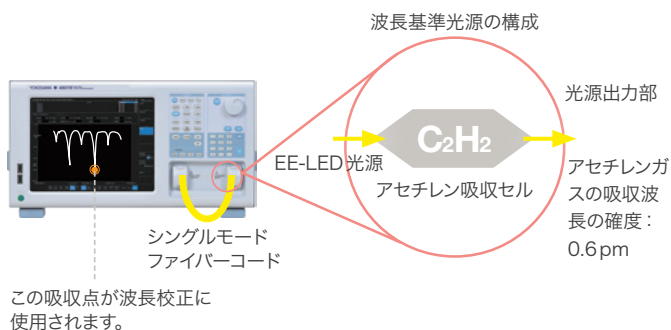 波長基準光源の構成
YOKOGAWA
光源出力部
C2H2
EE-LED光源
アセチレン吸収セル
アセチレンガ
スの吸収波
長の確度：
0.6pm
シングルモード
ファイバーコード
この吸収点が波長校正に
使用されます。